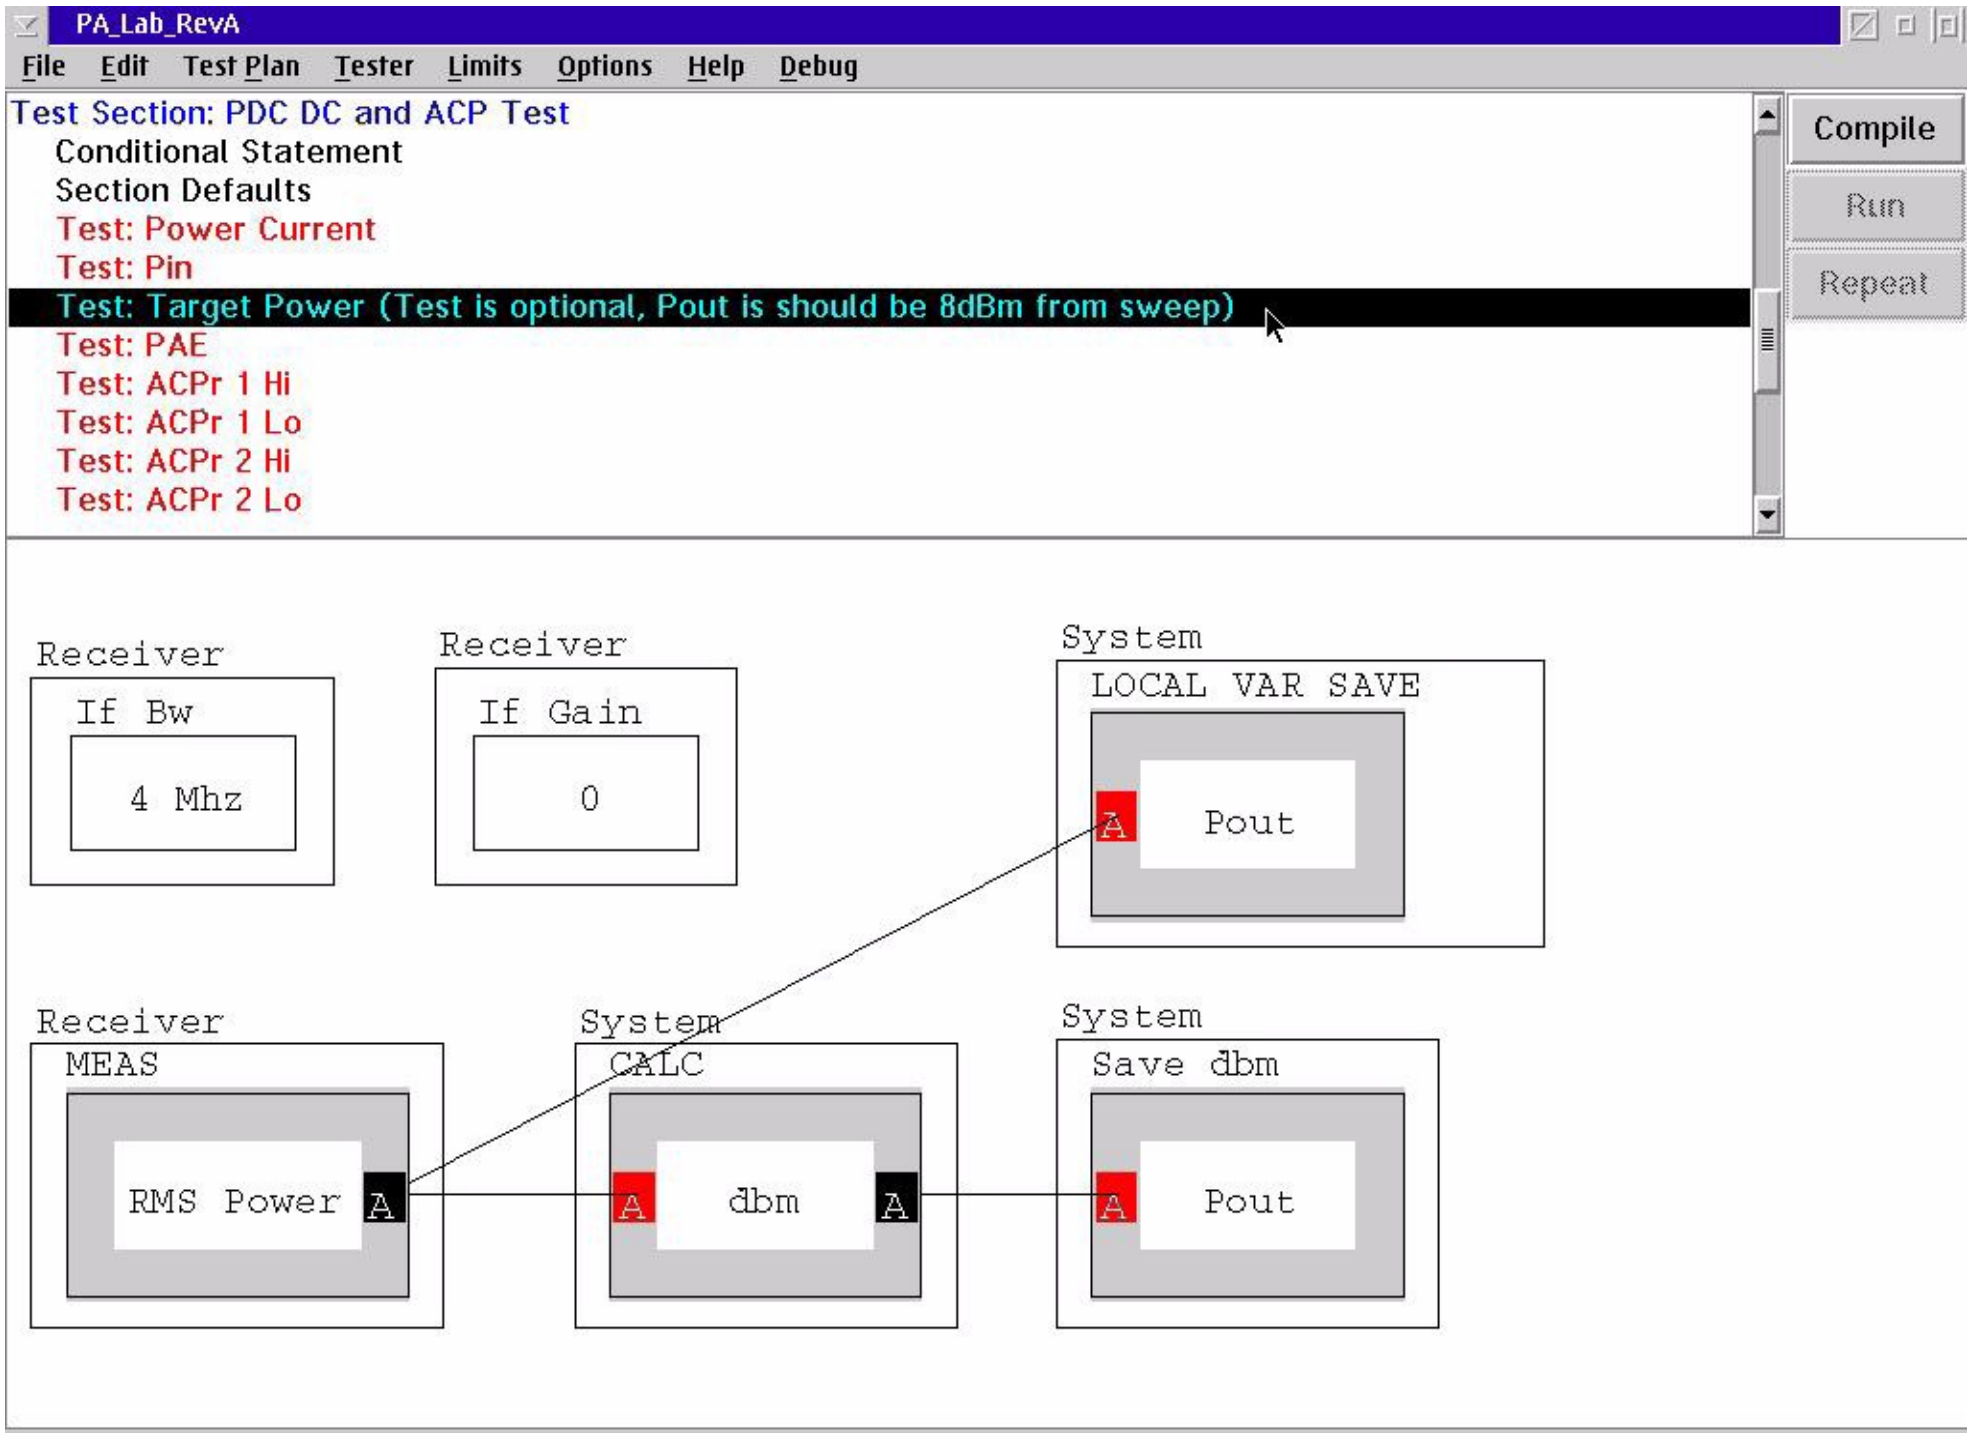 PA_Lab_RevA
File Edit Test Plan Tester Limits Options Help Debug
Test Section: PDC DC and ACP Test
Conditional Statement
Section Defaults
Test: Power Current
Test: Pin
Test: Target Power (Test is optional, Pout is should be 8dBm from sweep)
Test: PAE
Test: ACPr 1 Hi
Test: ACPr 1 Lo
Test: ACPr 2 Hi
Test: ACPr 2 Lo
Compile
Run
Repeat
Receiver
If Bw
4 Mhz
Receiver
If Gain
0
System
LOCAL VAR SAVE
A Pout
Receiver
MEAS
RMS Power A
System
CALC
A dbm A
System
Save dbm
A Pout